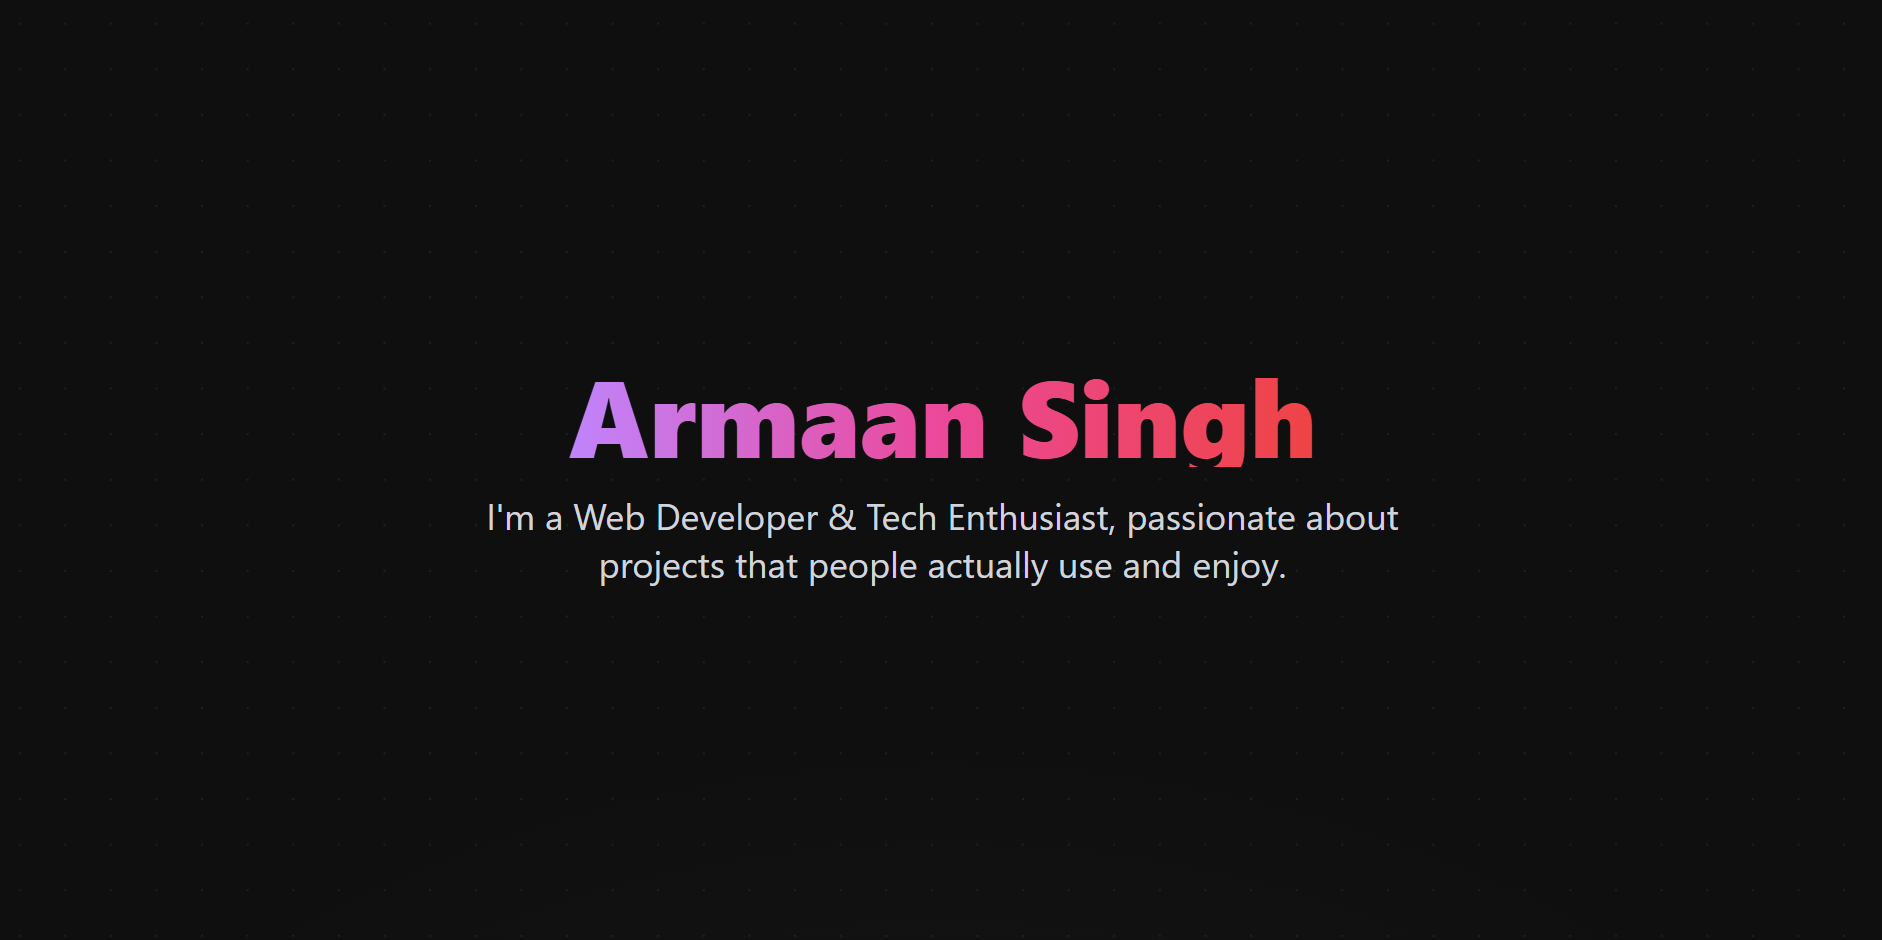 Armaan Singh
I'm a Web Developer & Tech Enthusiast, passionate about
projects that people actually use and enjoy.